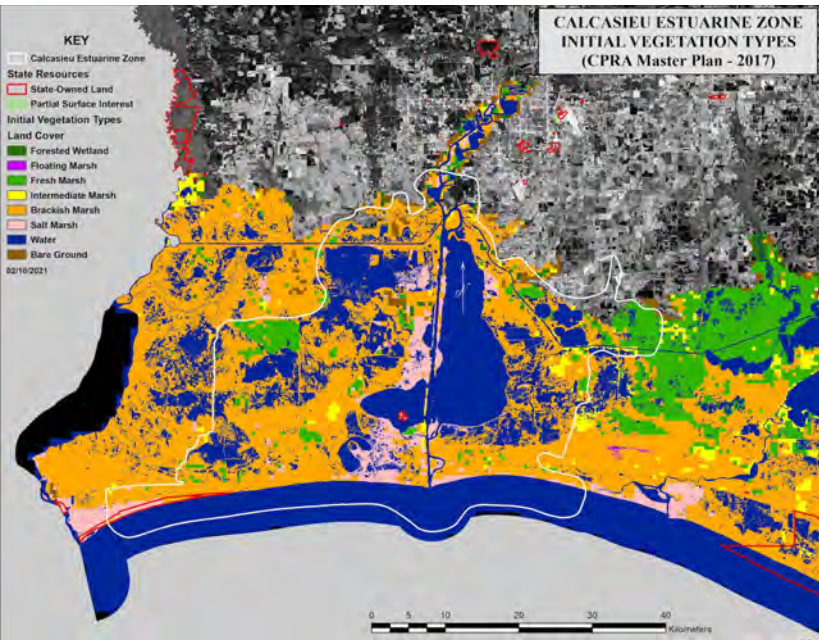 CALCASIEU ESTUARINE ZONE
INITIAL VEGETATION TYPES
(CPRA Master Plan - 2017)
KEY
Calcasieu Estuarine Zone
State Resources
State-Owned Land
Partial Surface Interest
Initial Vegetation Types
Land Cover
Forested Wetland
Floating Marsh
Fresh Marsh
Intermediate Marsh
Brackish Marsh
Salt Marsh
Water
Bare Ground
02/10/2021
0 5 10 20 30 40
Kilometers